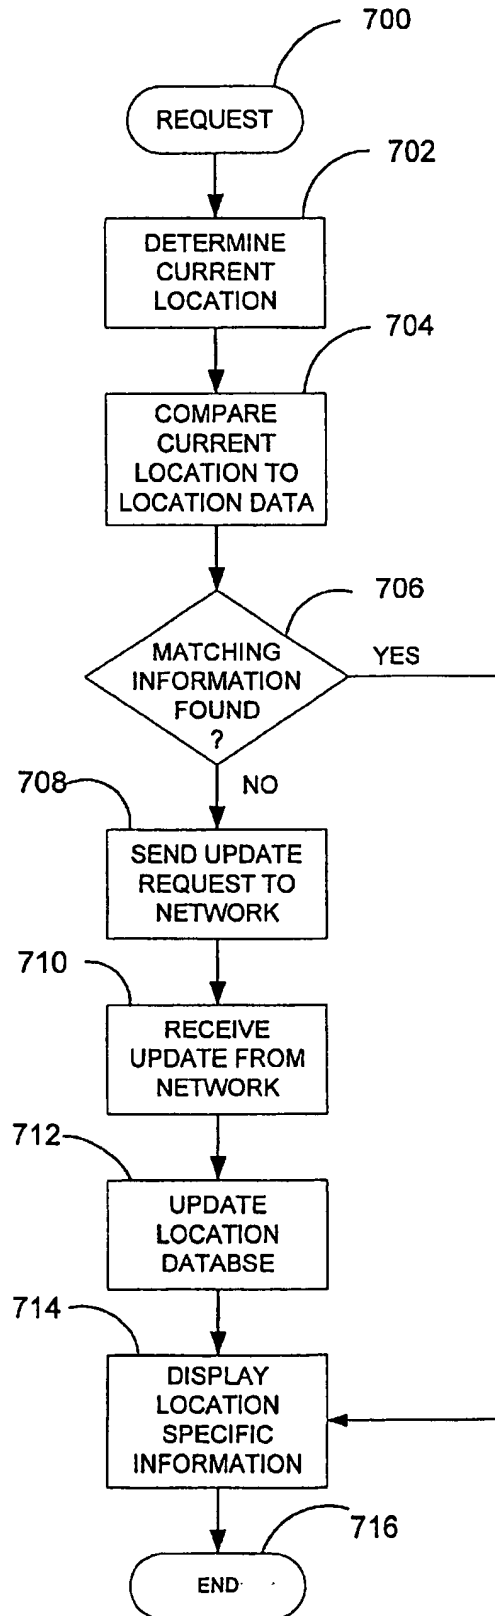 700
REQUEST
702
DETERMINE
CURRENT
LOCATION
704
COMPARE
CURRENT
LOCATION TO
LOCATION DATA
706
MATCHING
INFORMATION
FOUND
?
YES
NO
708
SEND UPDATE
REQUEST TO
NETWORK
710
RECEIVE
UPDATE FROM
NETWORK
712
UPDATE
LOCATION
DATABSE
714
DISPLAY
LOCATION
SPECIFIC
INFORMATION
716
END